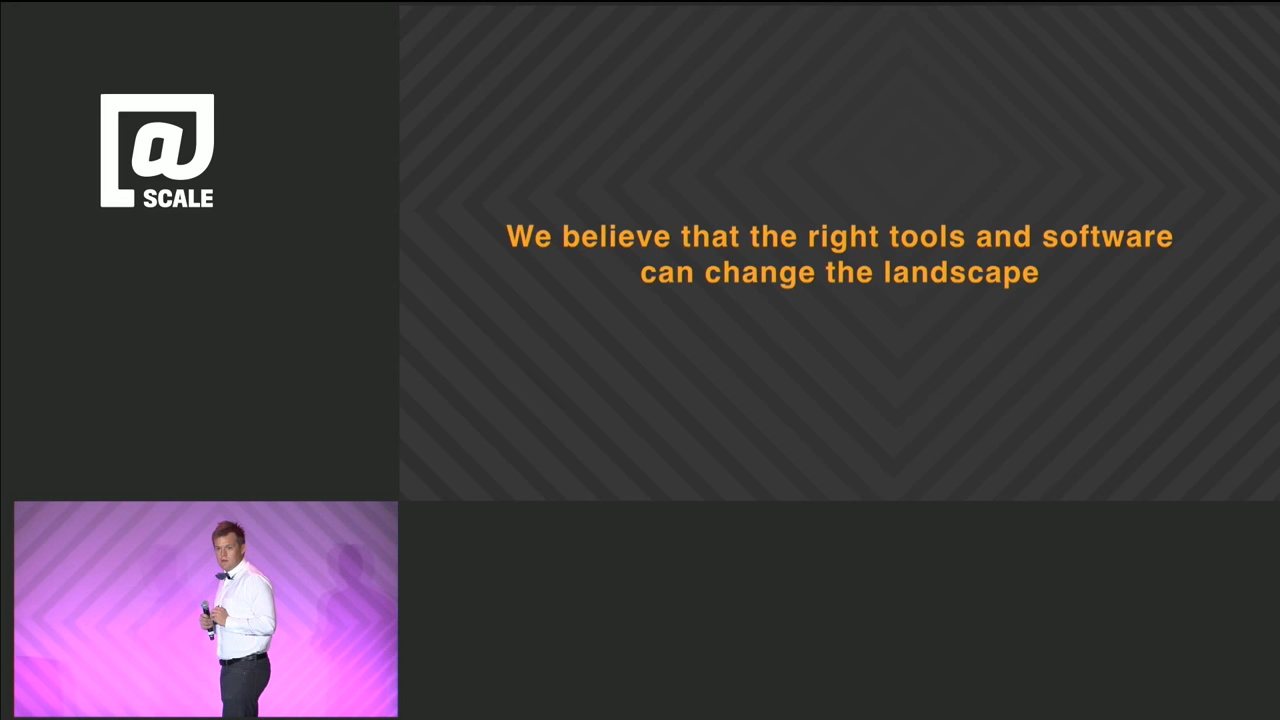 @
SCALE
We believe that the right tools and software
can change the landscape